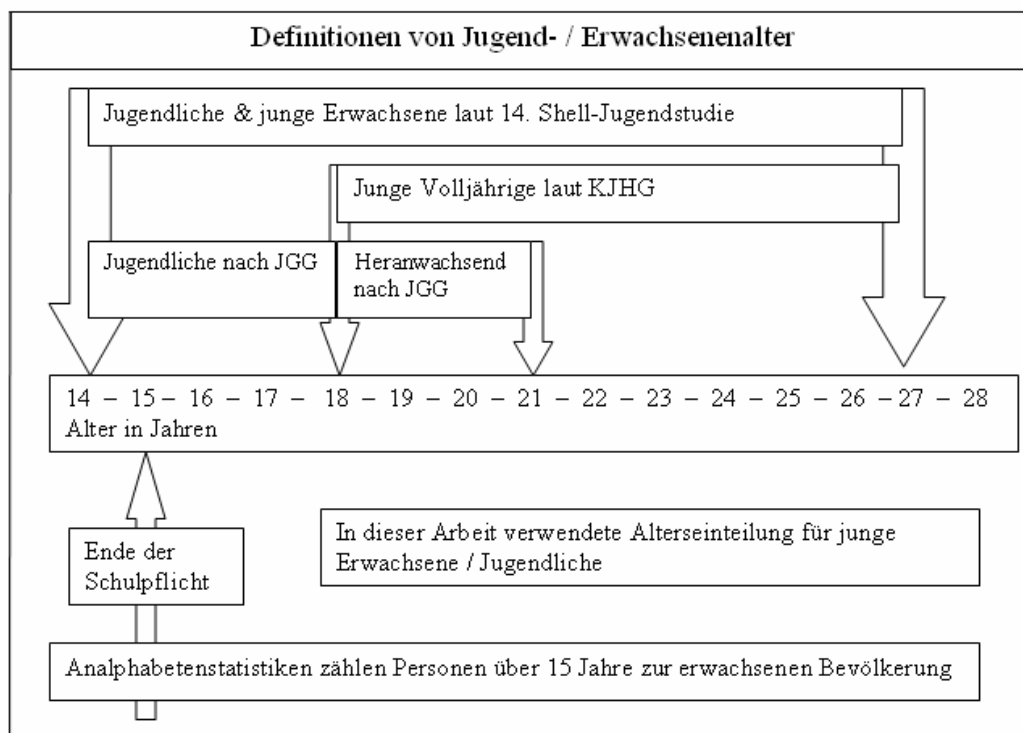 Definitionen von Jugend- / Erwachsenenalter
Jugendliche & junge Erwachsene laut 14. Shell-Jugendstudie
Junge Volljährige laut KJHG
Jugendliche nach JGG
Heranwachsend
nach JGG
14 – 15 – 16 – 17 – 18 – 19 – 20 – 21 – 22 – 23 – 24 – 25 – 26 – 27 – 28
Alter in Jahren
Ende der
Schulpflicht
In dieser Arbeit verwendete Alterseinteilung für junge
Erwachsene / Jugendliche
Analphabetenstatistiken zählen Personen über 15 Jahre zur erwachsenen Bevölkerung